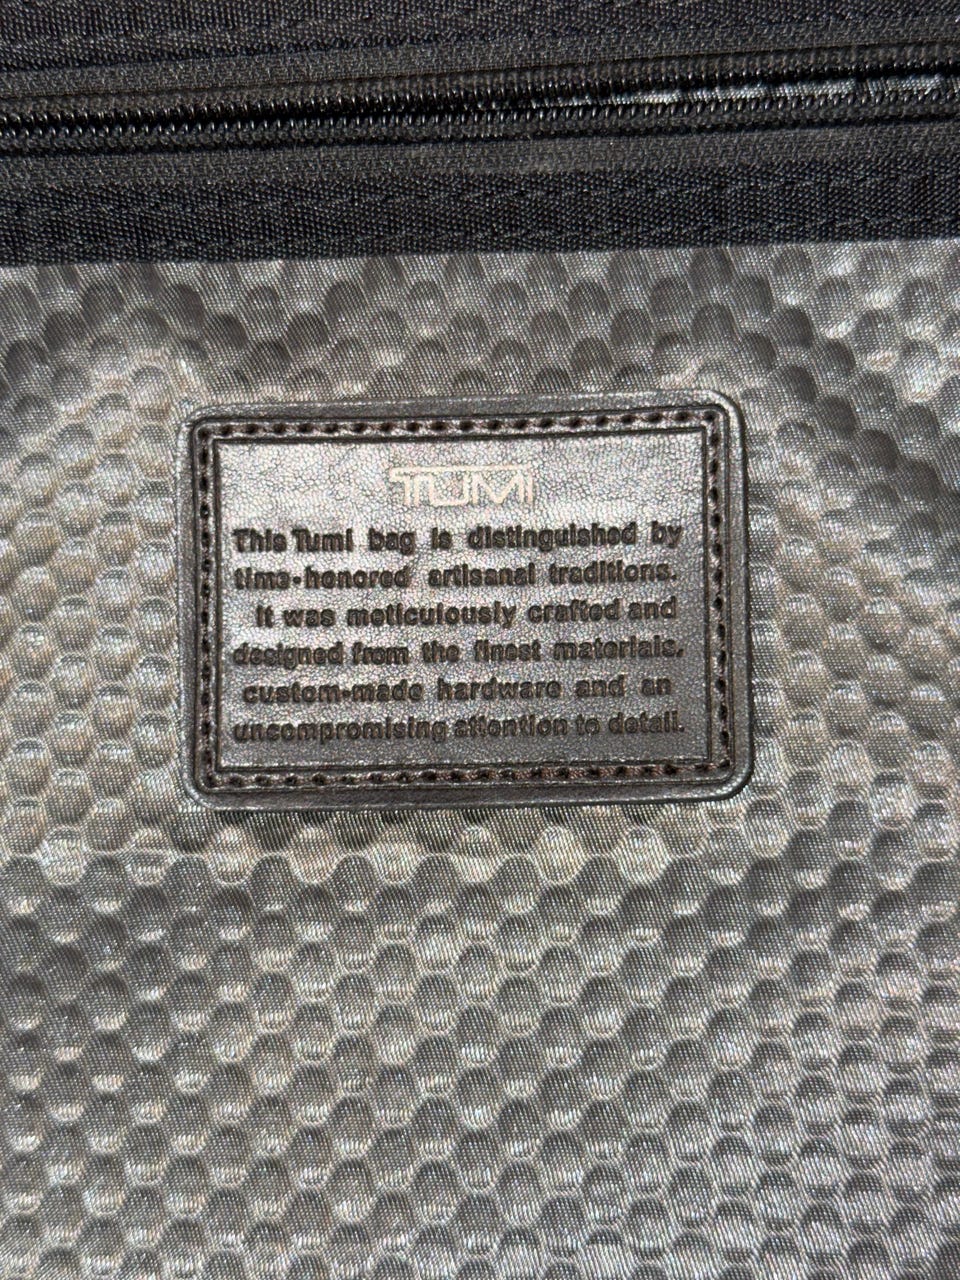 TUMI
This Tumi bag is distinguished by
time-honored artisanal traditions.
It was meticulously crafted and
designed from the finest materials,
custom-made hardware and an
uncompromising attention to detail.